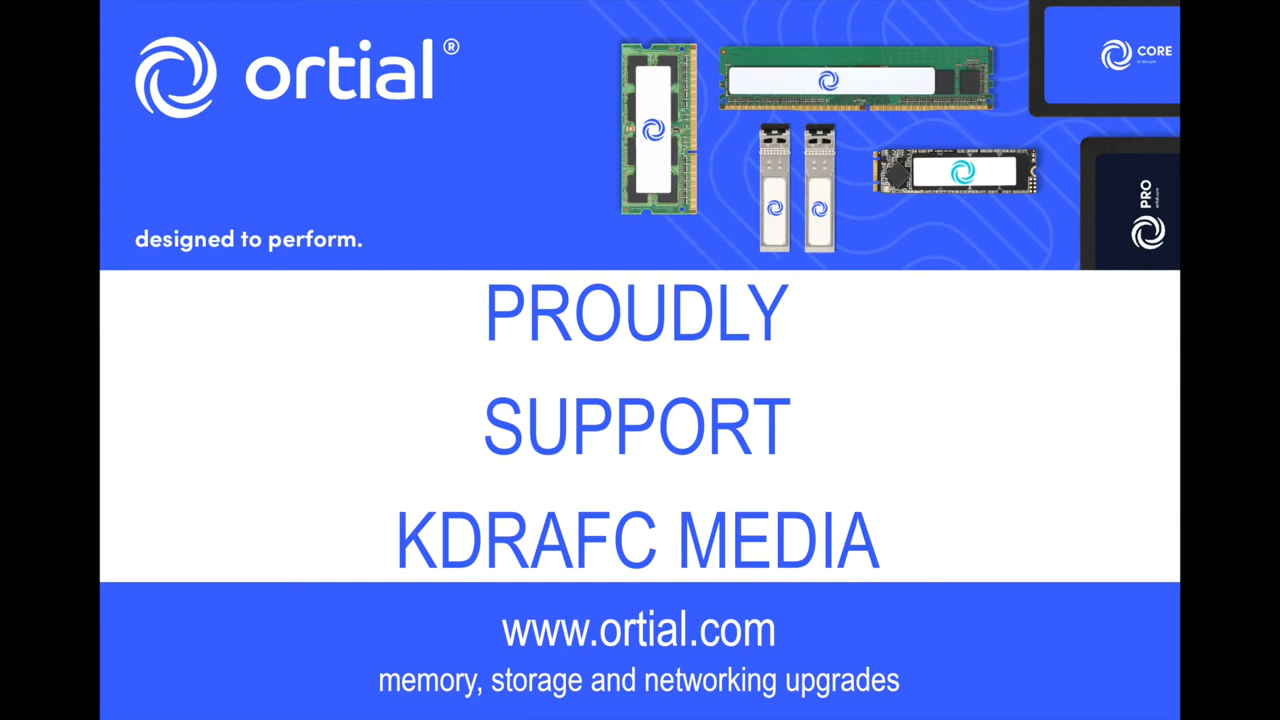 ortial®
CORE
PRO
designed to perform.
PROUDLY
SUPPORT
KDRAFC MEDIA
www.ortial.com
memory, storage and networking upgrades